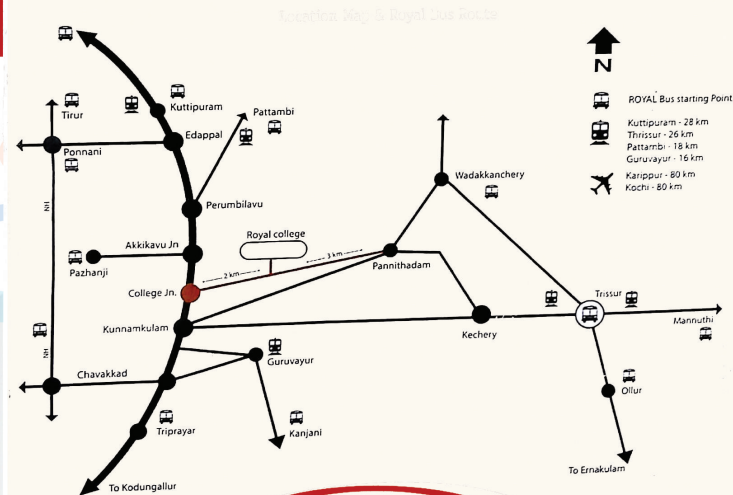 Location Map & Royal Bus Route
N
ROYAL Bus starting Point
Kuttipuram - 28 km
Thrissur - 26 km
Pattambi - 18 km
Guruvayur - 16 km
Karippur - 80 km
Kochi - 80 km
Tirur
Kuttipuram
Pattambi
Edappal
Ponnani
Wadakkanchery
NH
Perumbilavu
Royal college
Akkikavu Jn
3 km
Pazhanji
2 km
Pannithadam
College Jn.
Trissur
Mannuthi
Kunnamkulam
Kechery
NH
Guruvayur
Chavakkad
Ollur
Triprayar
Kanjani
To Ernakulam
To Kodungallur